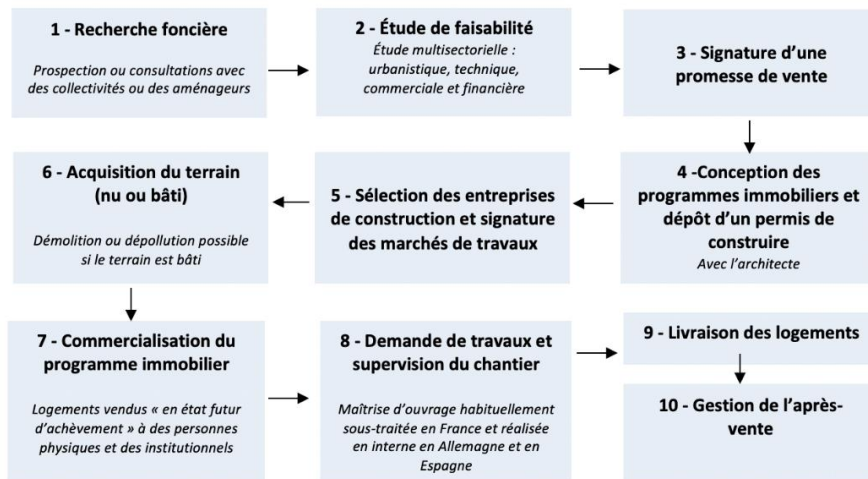 1 - Recherche foncière
Prospection ou consultations avec
des collectivités ou des aménageurs
2 - Étude de faisabilité
Étude multisectorielle :
urbanistique, technique,
commerciale et financière
3 - Signature d’une
promesse de vente
4 -Conception des
programmes immobiliers et
dépôt d’un permis de
construire
Avec l’architecte
5 - Sélection des entreprises
de construction et signature
des marchés de travaux
6 - Acquisition du terrain
(nu ou bâti)
Démolition ou dépollution possible
si le terrain est bâti
7 - Commercialisation du
programme immobilier
Logements vendus « en état futur
d’achèvement » à des personnes
physiques et des institutionnels
8 - Demande de travaux et
supervision du chantier
Maîtrise d’ouvrage habituellement
sous-traitée en France et réalisée
en interne en Allemagne et en
Espagne
9 - Livraison des logements
10 - Gestion de l’après-
vente